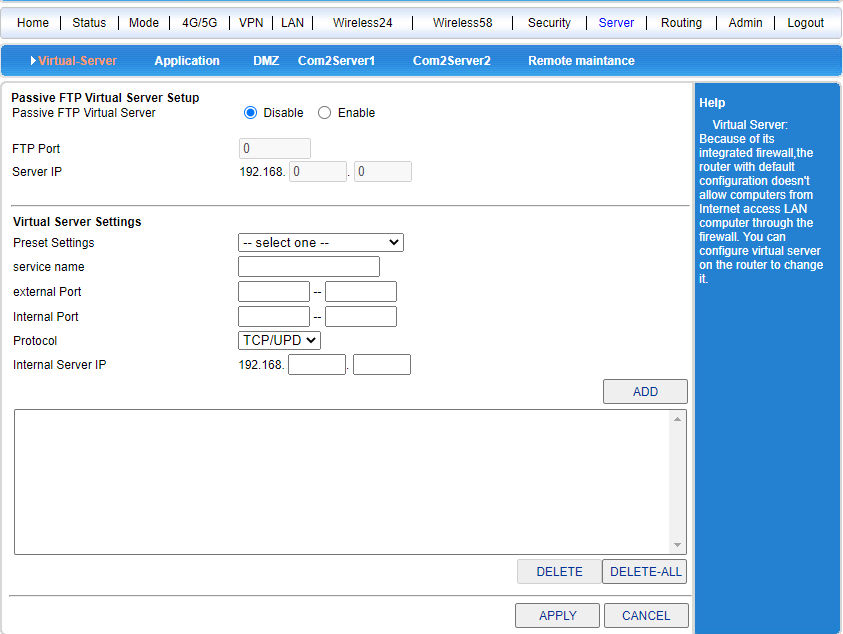 Home | Status | Mode | 4G/5G | VPN | LAN | Wireless24 | Wireless58 | Security | Server | Routing | Admin | Logout
Virtual-Server Application DMZ Com2Server1 Com2Server2 Remote maintance
Passive FTP Virtual Server Setup
Passive FTP Virtual Server Disable Enable
FTP Port 0
Server IP 192.168. 0 . 0
Virtual Server Settings
Preset Settings -- select one --
service name
external Port --
Internal Port --
Protocol TCP/UPD
Internal Server IP 192.168. .
ADD
DELETE DELETE-ALL
APPLY CANCEL
Help
Virtual Server:
Because of its
integrated firewall,the
router with default
configuration doesn't
allow computers from
Internet access LAN
computer through the
firewall. You can
configure virtual server
on the router to change
it.